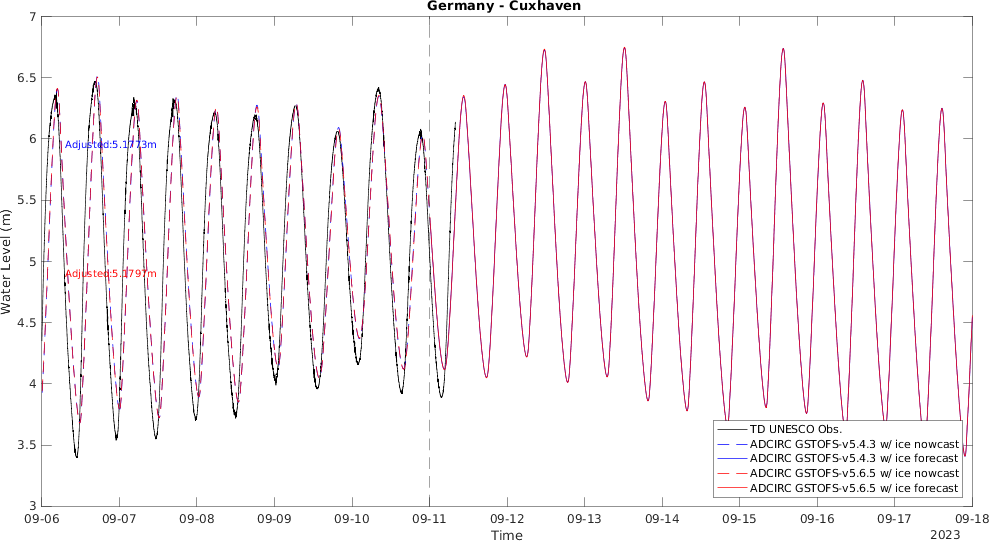 Germany - Cuxhaven
7
6.5
6
5.5
5
4.5
4
3.5
3
Water Level (m)
Adjusted:5.1773m
Adjusted:5.1797m
TD UNESCO Obs.
ADCIRC GSTOFS-v5.4.3 w/ ice nowcast
ADCIRC GSTOFS-v5.4.3 w/ ice forecast
ADCIRC GSTOFS-v5.6.5 w/ ice nowcast
ADCIRC GSTOFS-v5.6.5 w/ ice forecast
09-06 09-07 09-08 09-09 09-10 09-11 09-12 09-13 09-14 09-15 09-16 09-17 09-18
Time
2023